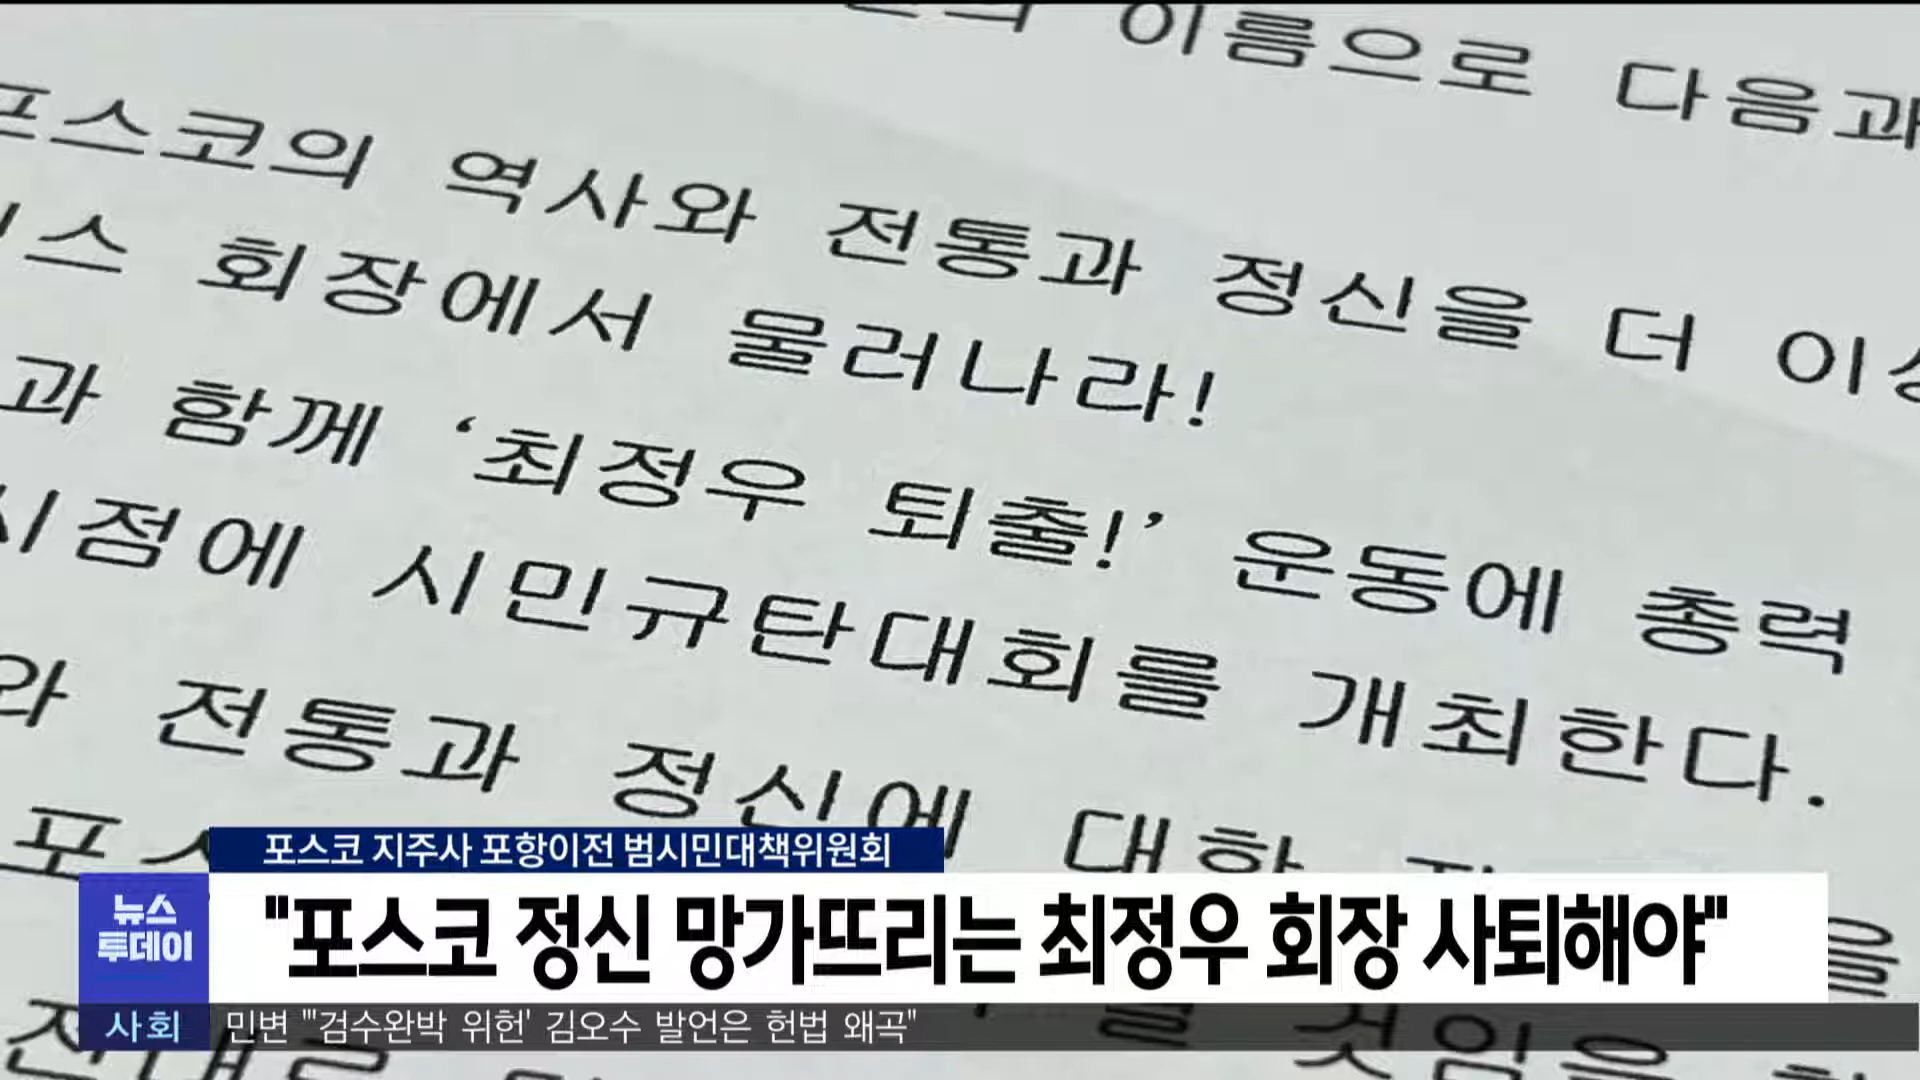 이름으로 다음과
포스코의 역사와 전통과 정신을 더 이상
스 회장에서 물러나라!
과 함께 ‘최정우 퇴출!’ 운동에 총력
시점에 시민규탄대회를 개최한다.
와 전통과 정신에 대한
포스코 지주사 포항이전 범시민대책위원회
뉴스
투데이
"포스코 정신 망가뜨리는 최정우 회장 사퇴해야"
을
사회
민변 "'검수완박 위헌' 김오수 발언은 헌법 왜곡"
것임을